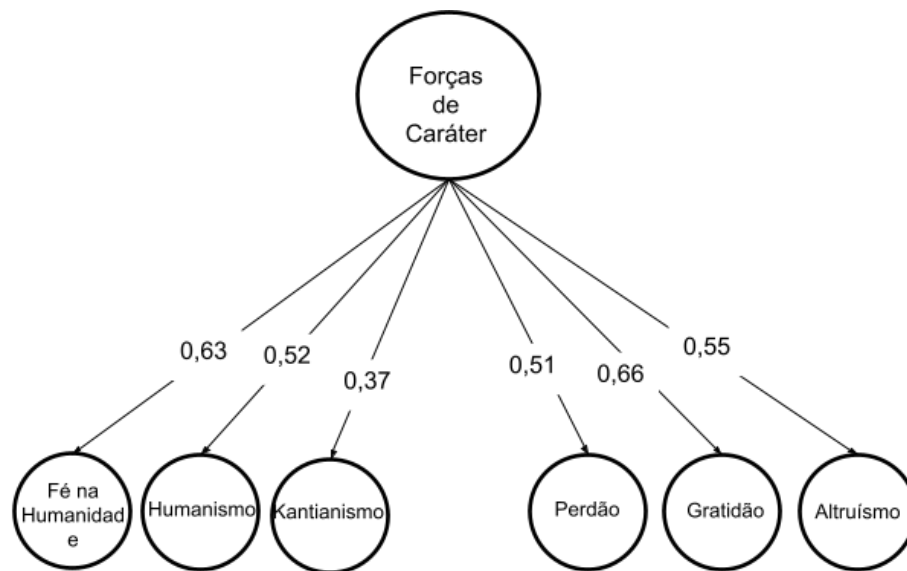 Forças
de
Caráter
0,63
0,52
0,37
0,51
0,66
0,55
Fé na
Humanidad
e
Humanismo
Kantianismo
Perdão
Gratidão
Altruísmo